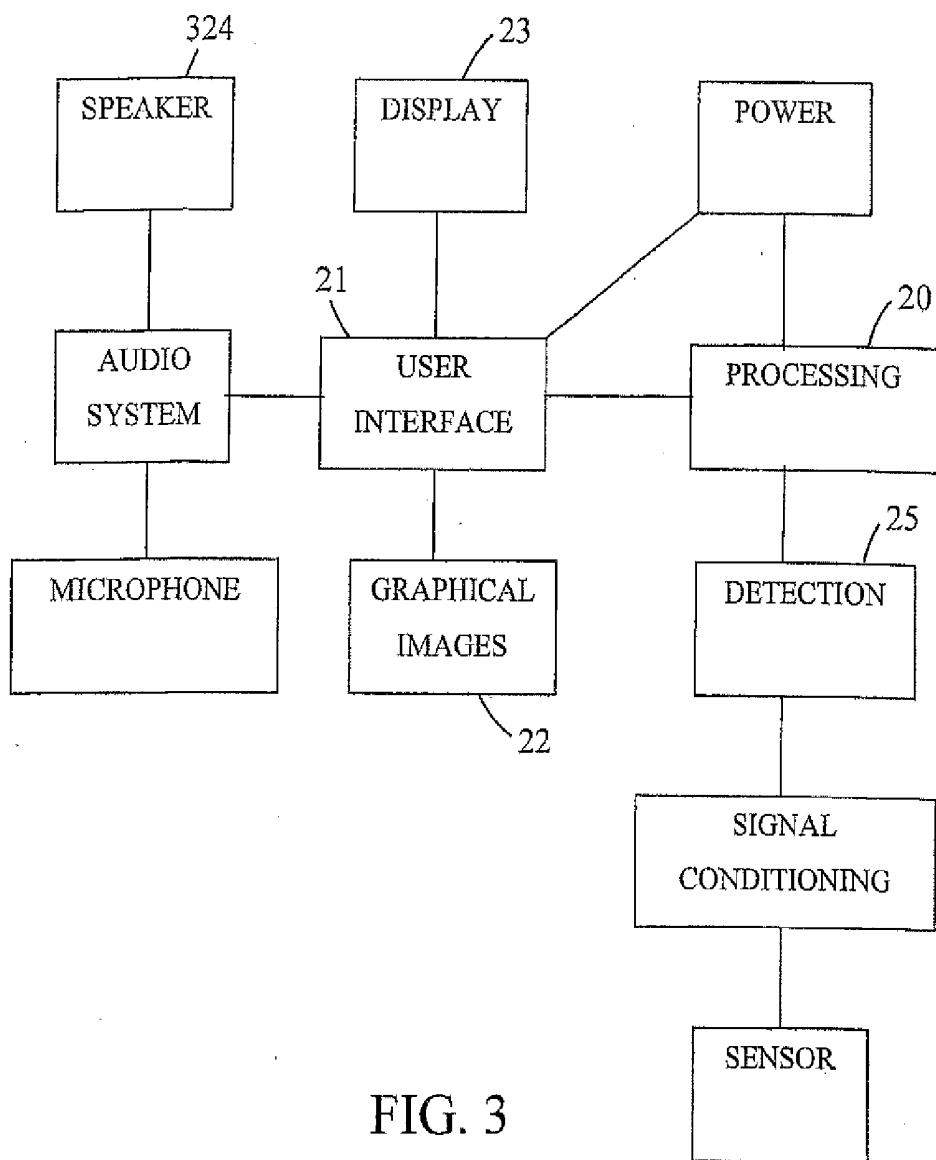 324
23
SPEAKER
DISPLAY
POWER
21
20
AUDIO
SYSTEM
USER
INTERFACE
PROCESSING
25
MICROPHONE
GRAPHICAL
IMAGES
DETECTION
22
SIGNAL
CONDITIONING
SENSOR
FIG. 3